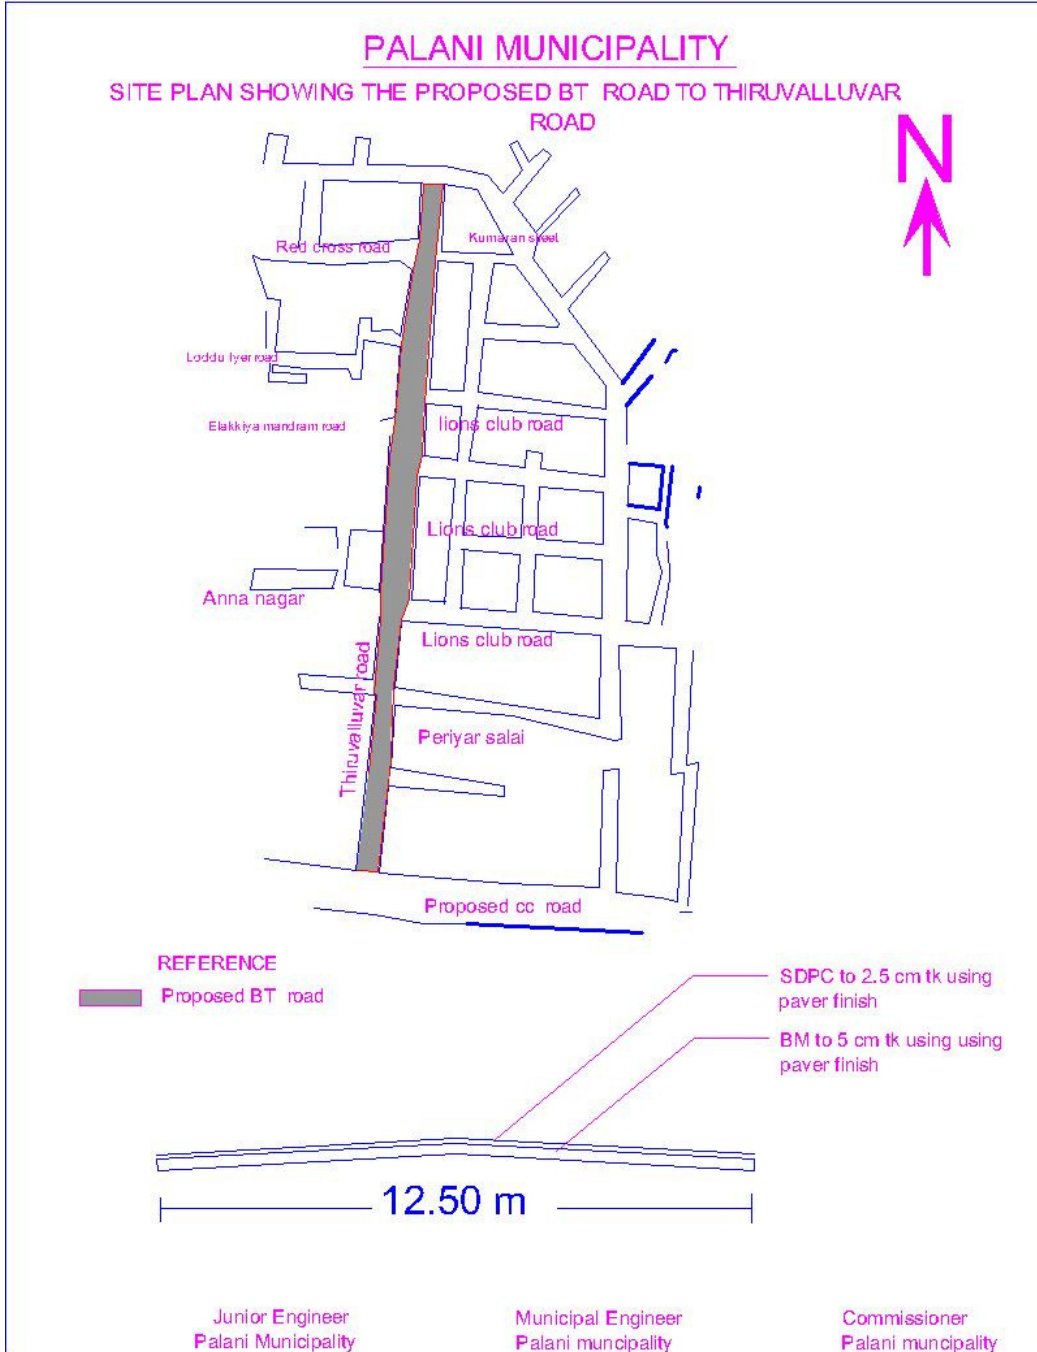 PALANI MUNICIPALITY
SITE PLAN SHOWING THE PROPOSED BT ROAD TO THIRUVALLUVAR
ROAD
N
Kumaran street
Red cross road
Loddu Iyer road
Elakkiya mandram road
lions club road
Lions club road
Anna nagar
Lions club road
Thiruvalluvar road
Periyar salai
Proposed cc road
REFERENCE
Proposed BT road
SDPC to 2.5 cm tk using
paver finish
BM to 5 cm tk using using
paver finish
12.50 m
Junior Engineer
Palani Municipality
Municipal Engineer
Palani muncipality
Commissioner
Palani muncipality